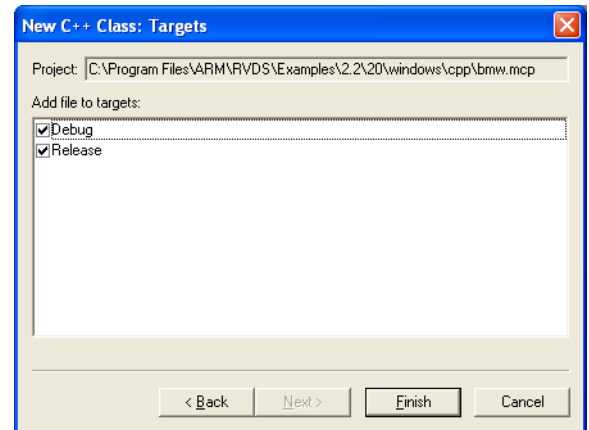 New C++ Class: Targets
Project: C:\Program Files\ARM\RVDS\Examples\2.2\20\windows\cpp\bmw.mcp
Add file to targets:
Debug
Release
< Back Next > Finish Cancel